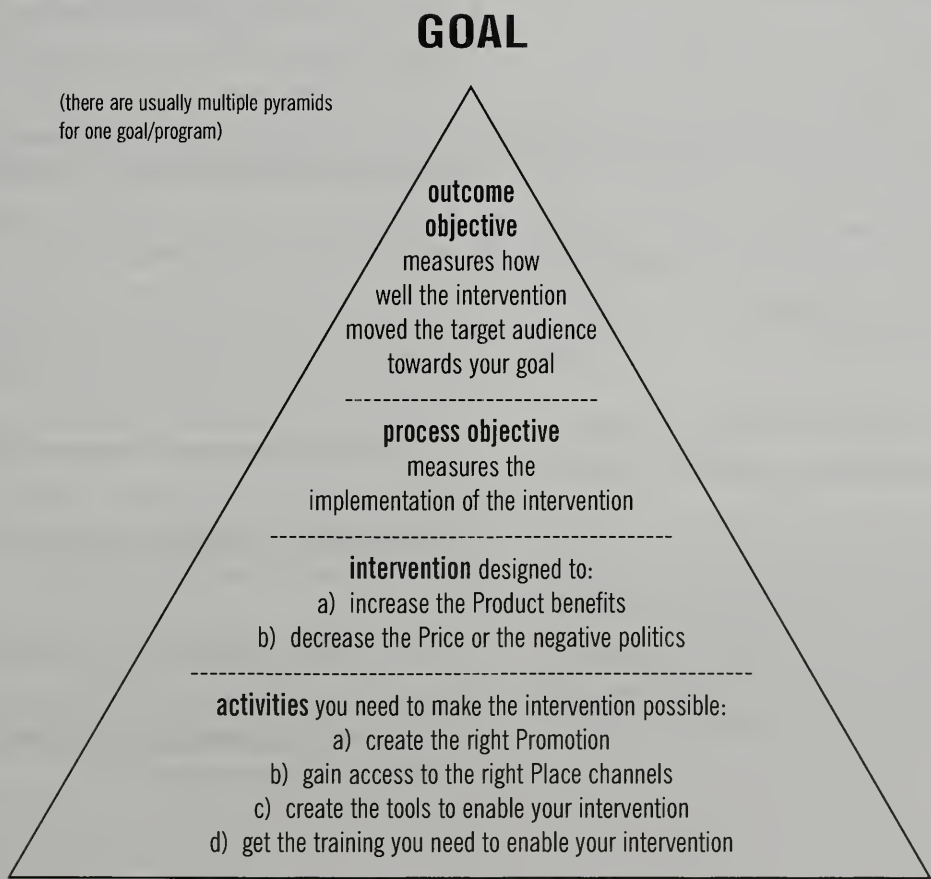 GOAL
(there are usually multiple pyramids
for one goal/program)
outcome
objective
measures how
well the intervention
moved the target audience
towards your goal
process objective
measures the
implementation of the intervention
intervention designed to:
a) increase the Product benefits
b) decrease the Price or the negative politics
activities you need to make the intervention possible:
a) create the right Promotion
b) gain access to the right Place channels
c) create the tools to enable your intervention
d) get the training you need to enable your intervention